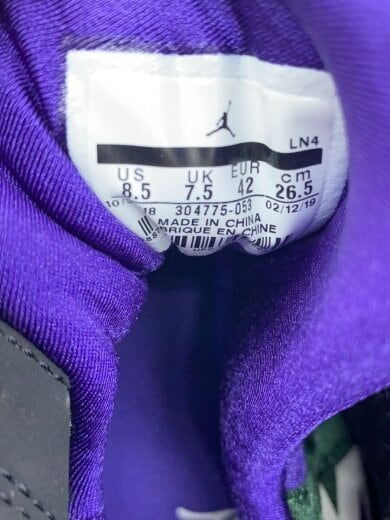 LN4
US UK EUR cm
8.5 7.5 42 26.5
304775-053 02/12/19
MADE IN CHINA
FABRIQUE EN CHINE